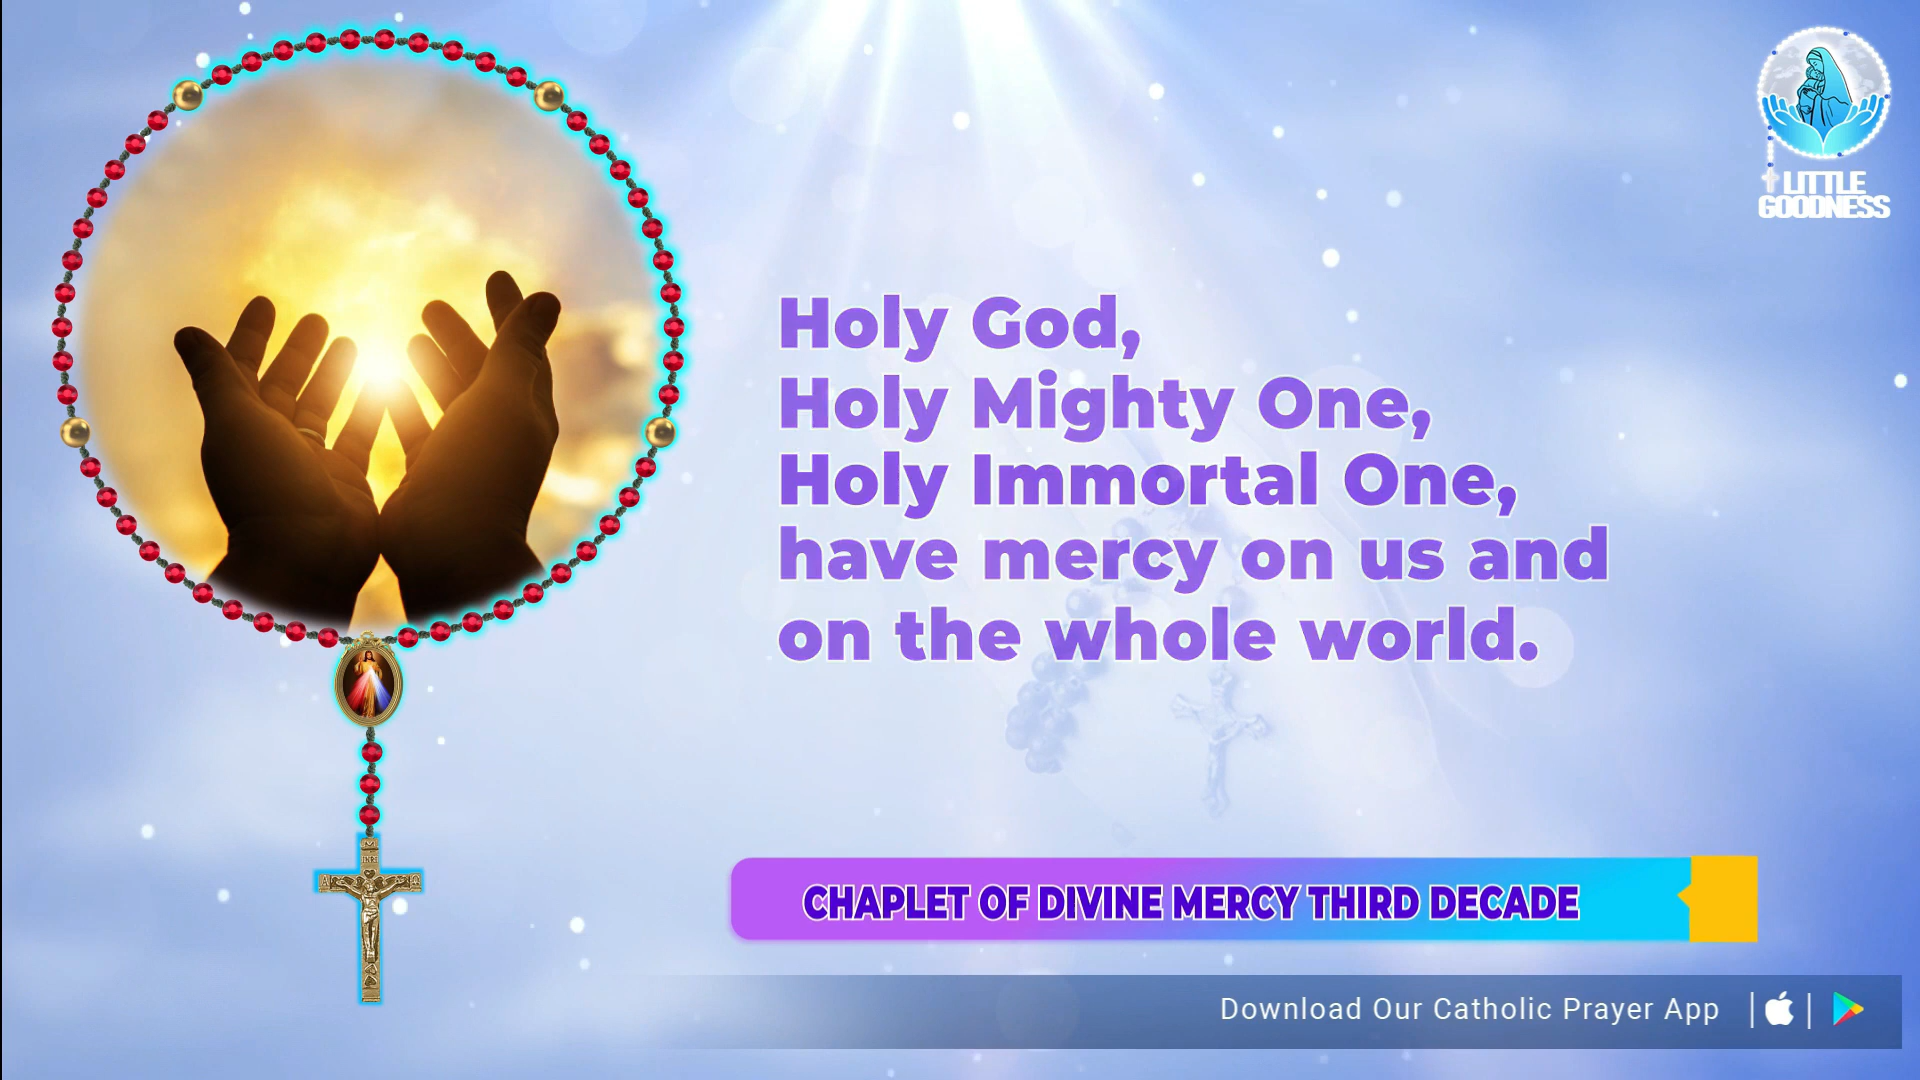 LITTLE
GOODNESS
Holy God,
Holy Mighty One,
Holy Immortal One,
have mercy on us and
on the whole world.
INRI
CHAPLET OF DIVINE MERCY THIRD DECADE
Download Our Catholic Prayer App